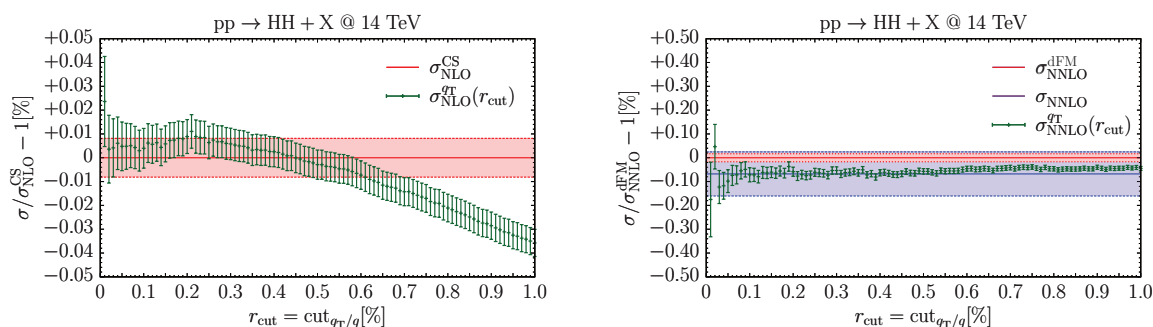 pp → HH + X @ 14 TeV
σ/σ^CS_NLO − 1[%]
+0.05
+0.04
+0.03
+0.02
+0.01
0
−0.01
−0.02
−0.03
−0.04
−0.05
σ^CS_NLO
σ^qT_NLO(r_cut)
0 0.1 0.2 0.3 0.4 0.5 0.6 0.7 0.8 0.9 1.0
r_cut = cut_qT/q[%]
pp → HH + X @ 14 TeV
σ/σ^dFM_NNLO − 1[%]
+0.50
+0.40
+0.30
+0.20
+0.10
0
−0.10
−0.20
−0.30
−0.40
−0.50
σ^dFM_NNLO
σ_NNLO
σ^qT_NNLO(r_cut)
0 0.1 0.2 0.3 0.4 0.5 0.6 0.7 0.8 0.9 1.0
r_cut = cut_qT/q[%]